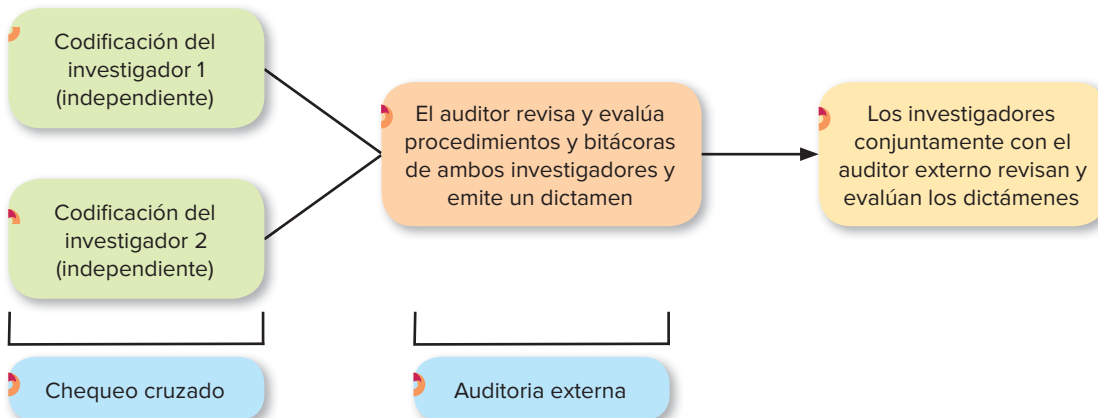 Codificación del
investigador 1
(independiente)
El auditor revisa y evalúa
procedimientos y bitácoras
de ambos investigadores y
emite un dictamen
Los investigadores
conjuntamente con el
auditor externo revisan y
evalúan los dictámenes
Codificación del
investigador 2
(independiente)
Chequeo cruzado
Auditoria externa